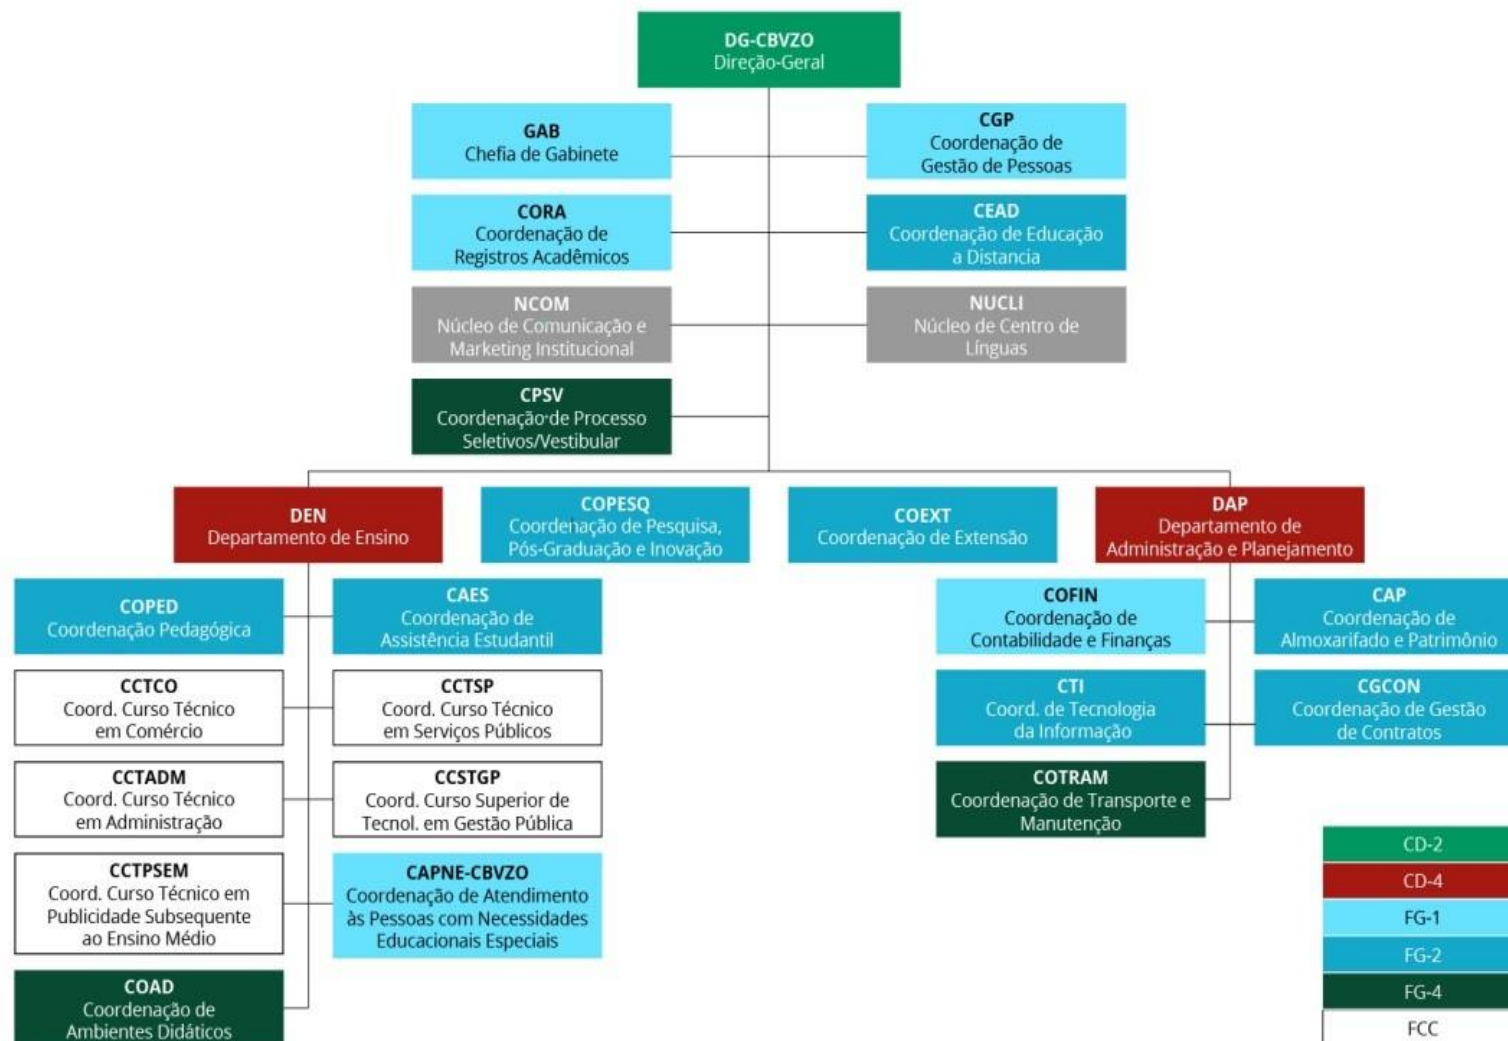 DG-CBVZO
Direção-Geral
GAB
Chefia de Gabinete
CGP
Coordenação de
Gestão de Pessoas
CORA
Coordenação de
Registros Acadêmicos
CEAD
Coordenação de Educação
a Distancia
NCOM
Núcleo de Comunicação e
Marketing Institucional
NUCLI
Núcleo de Centro de
Línguas
CPSV
Coordenação de Processo
Seletivos/Vestibular
DEN
Departamento de Ensino
COPESQ
Coordenação de Pesquisa,
Pós-Graduação e Inovação
COEXT
Coordenação de Extensão
DAP
Departamento de
Administração e Planejamento
COPED
Coordenação Pedagógica
CAES
Coordenação de
Assistência Estudantil
COFIN
Coordenação de
Contabilidade e Finanças
CAP
Coordenação de
Almoxarifado e Patrimônio
CCTCO
Coord. Curso Técnico
em Comércio
CCTSP
Coord. Curso Técnico
em Serviços Públicos
CTI
Coord. de Tecnologia
da Informação
CGCON
Coordenação de Gestão
de Contratos
CCTADM
Coord. Curso Técnico
em Administração
CCSTGP
Coord. Curso Superior de
Tecnol. em Gestão Pública
COTRAM
Coordenação de Transporte e
Manutenção
CCTPSEM
Coord. Curso Técnico em
Publicidade Subsequente
ao Ensino Médio
CAPNE-CBVZO
Coordenação de Atendimento
às Pessoas com Necessidades
Educacionais Especiais
COAD
Coordenação de
Ambientes Didáticos
CD-2
CD-4
FG-1
FG-2
FG-4
FCC